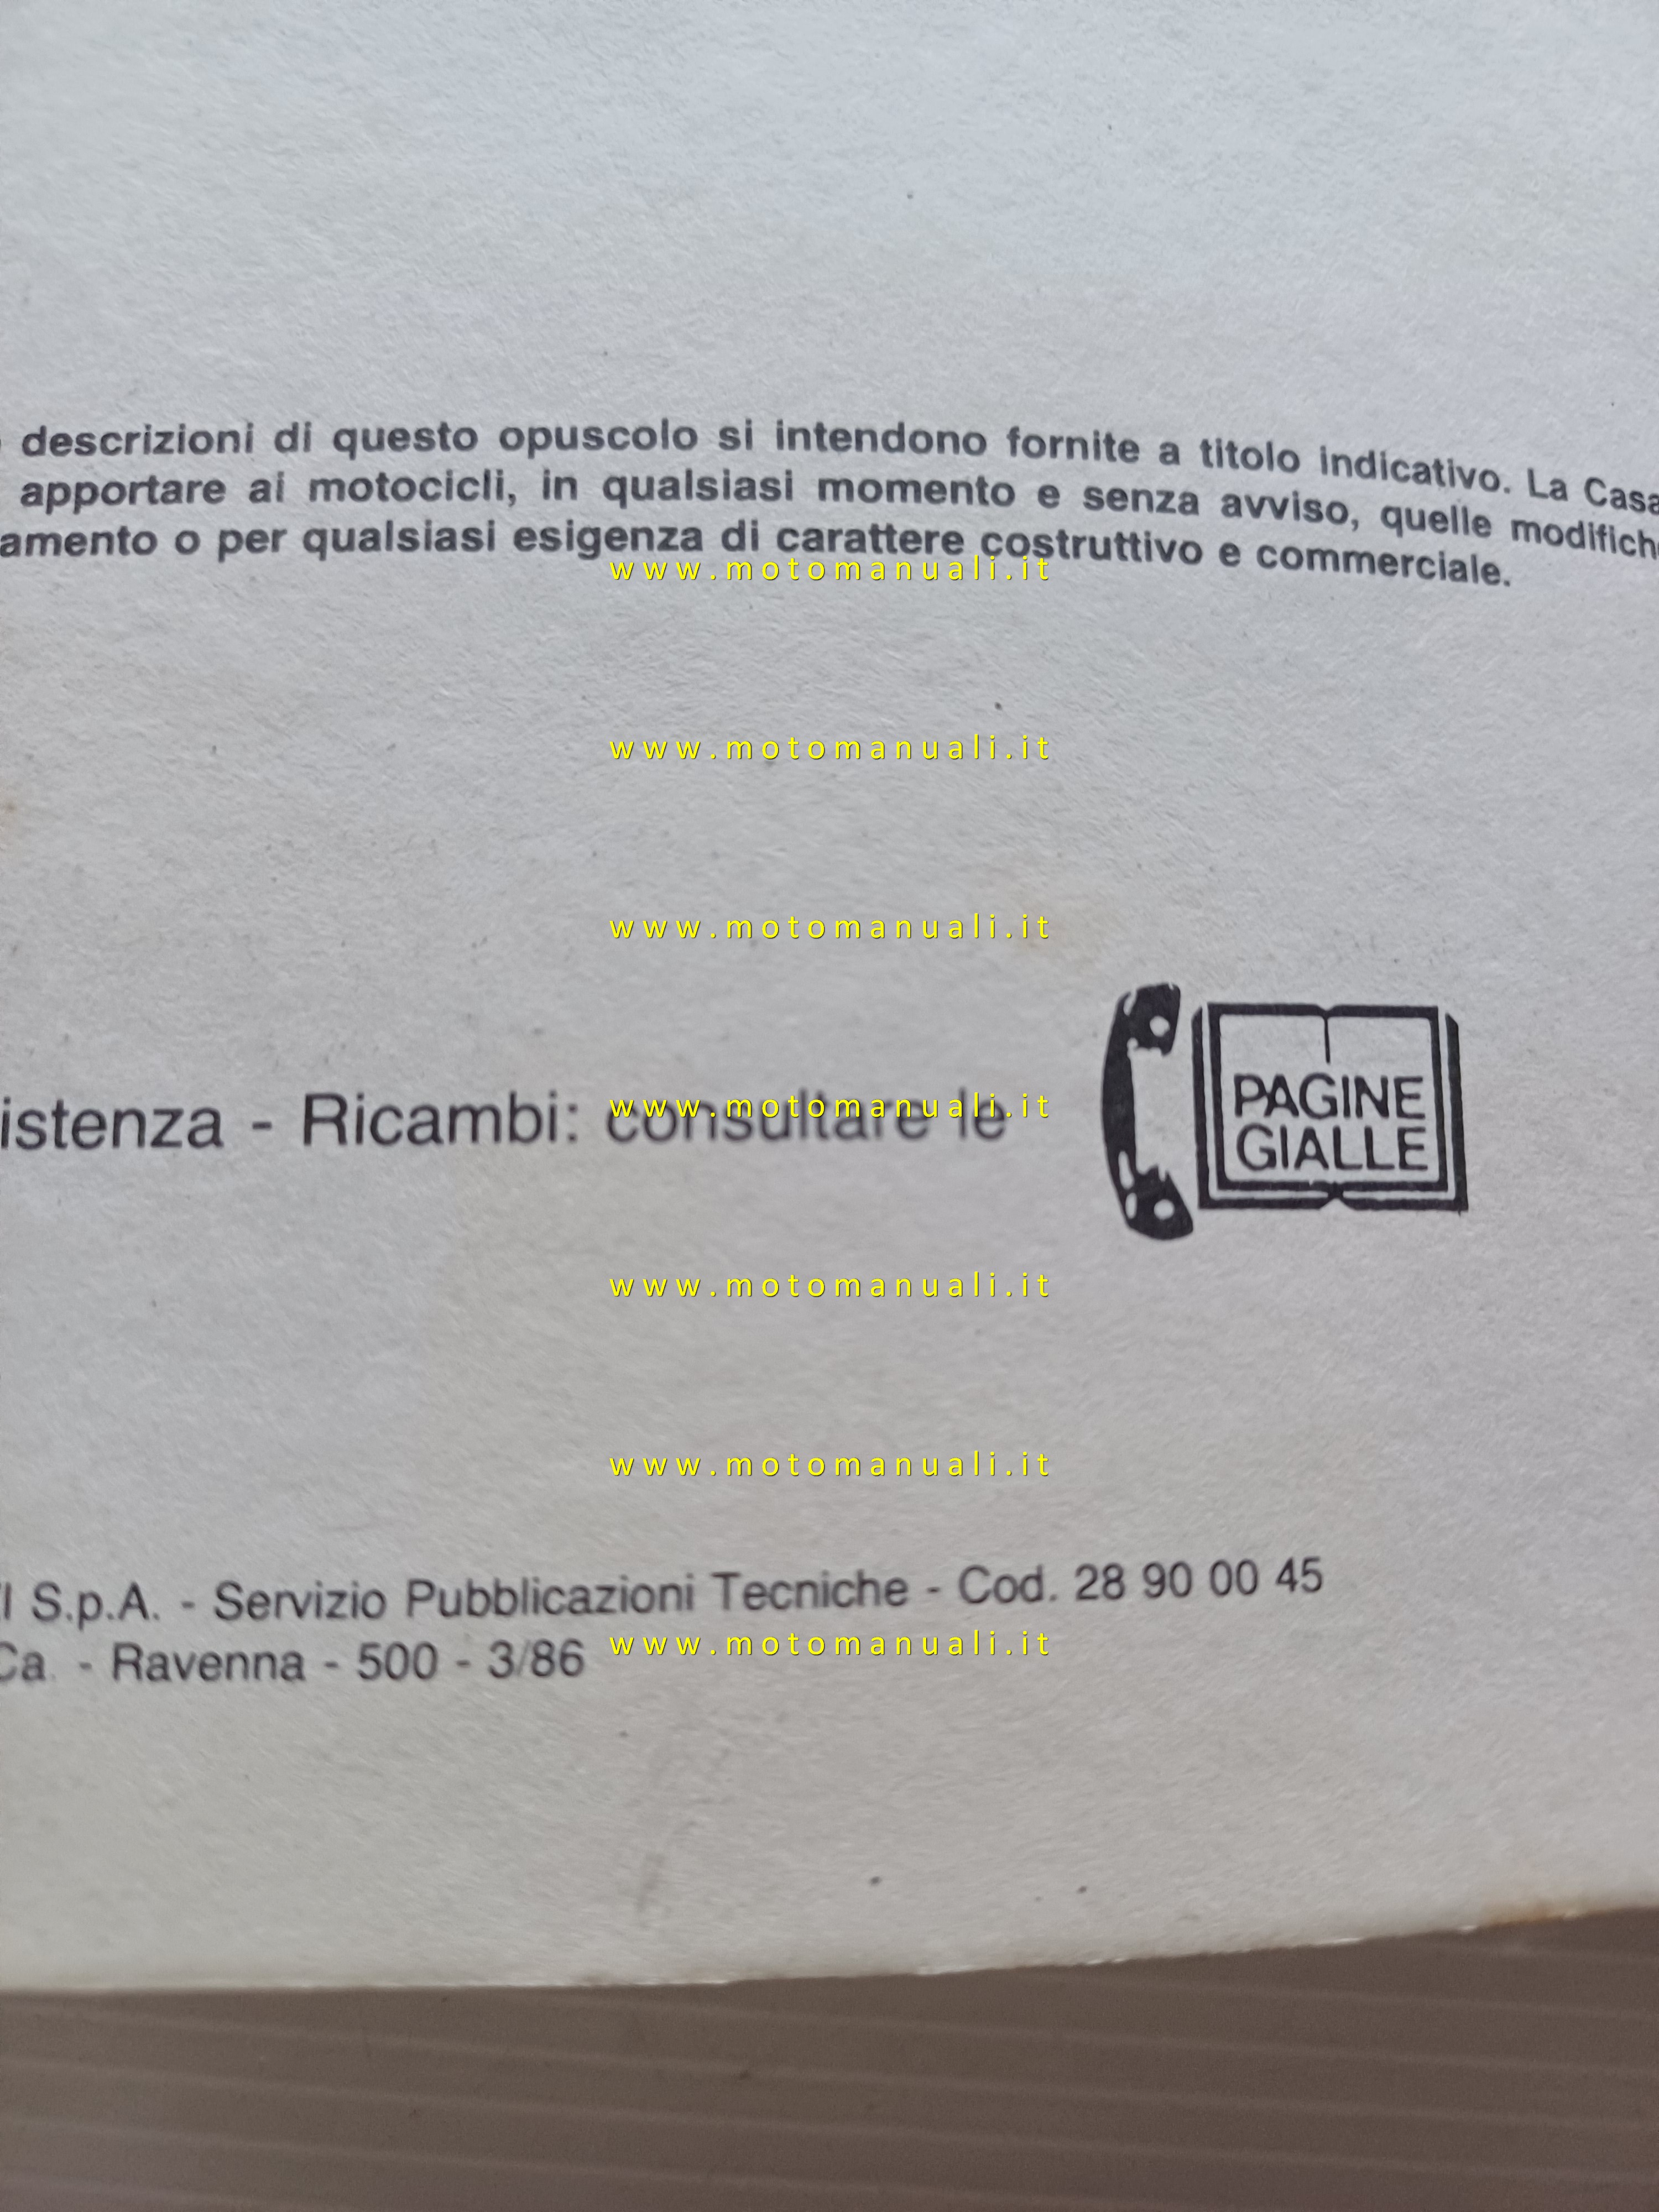 descrizioni di questo opuscolo si intendono fornite a titolo indicativo. La Casa
apportare ai motocicli, in qualsiasi momento e senza avviso, quelle modifiche
amento o per qualsiasi esigenza di carattere costruttivo e commerciale.
www.motomanuali.it
www.motomanuali.it
www.motomanuali.it
istenza - Ricambi: consultare le
www.motomanuali.it
PAGINE
GIALLE
www.motomanuali.it
www.motomanuali.it
I S.p.A. - Servizio Pubblicazioni Tecniche - Cod. 28 90 00 45
Ca. - Ravenna - 500 - 3/86
www.motomanuali.it